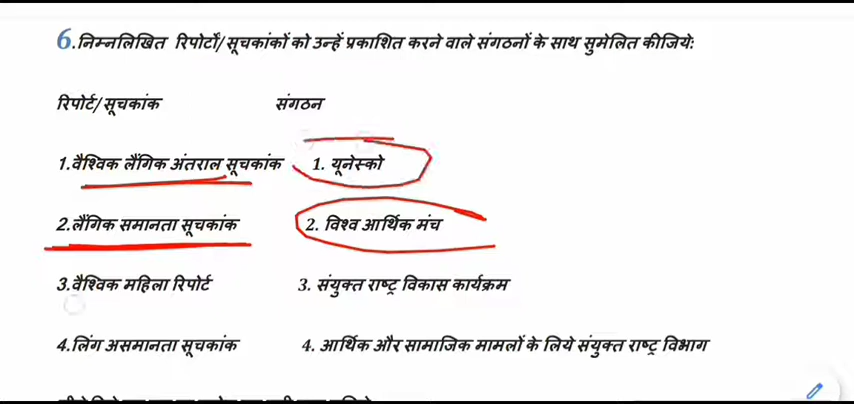 6.निम्नलिखित रिपोर्टों/सूचकांकों को उन्हें प्रकाशित करने वाले संगठनों के साथ सुमेलित कीजिये:
रिपोर्ट/सूचकांक संगठन
1.वैश्विक लैंगिक अंतराल सूचकांक 1. यूनेस्को
2.लैंगिक समानता सूचकांक 2. विश्व आर्थिक मंच
3.वैश्विक महिला रिपोर्ट 3. संयुक्त राष्ट्र विकास कार्यक्रम
4.लिंग असमानता सूचकांक 4. आर्थिक और सामाजिक मामलों के लिये संयुक्त राष्ट्र विभाग